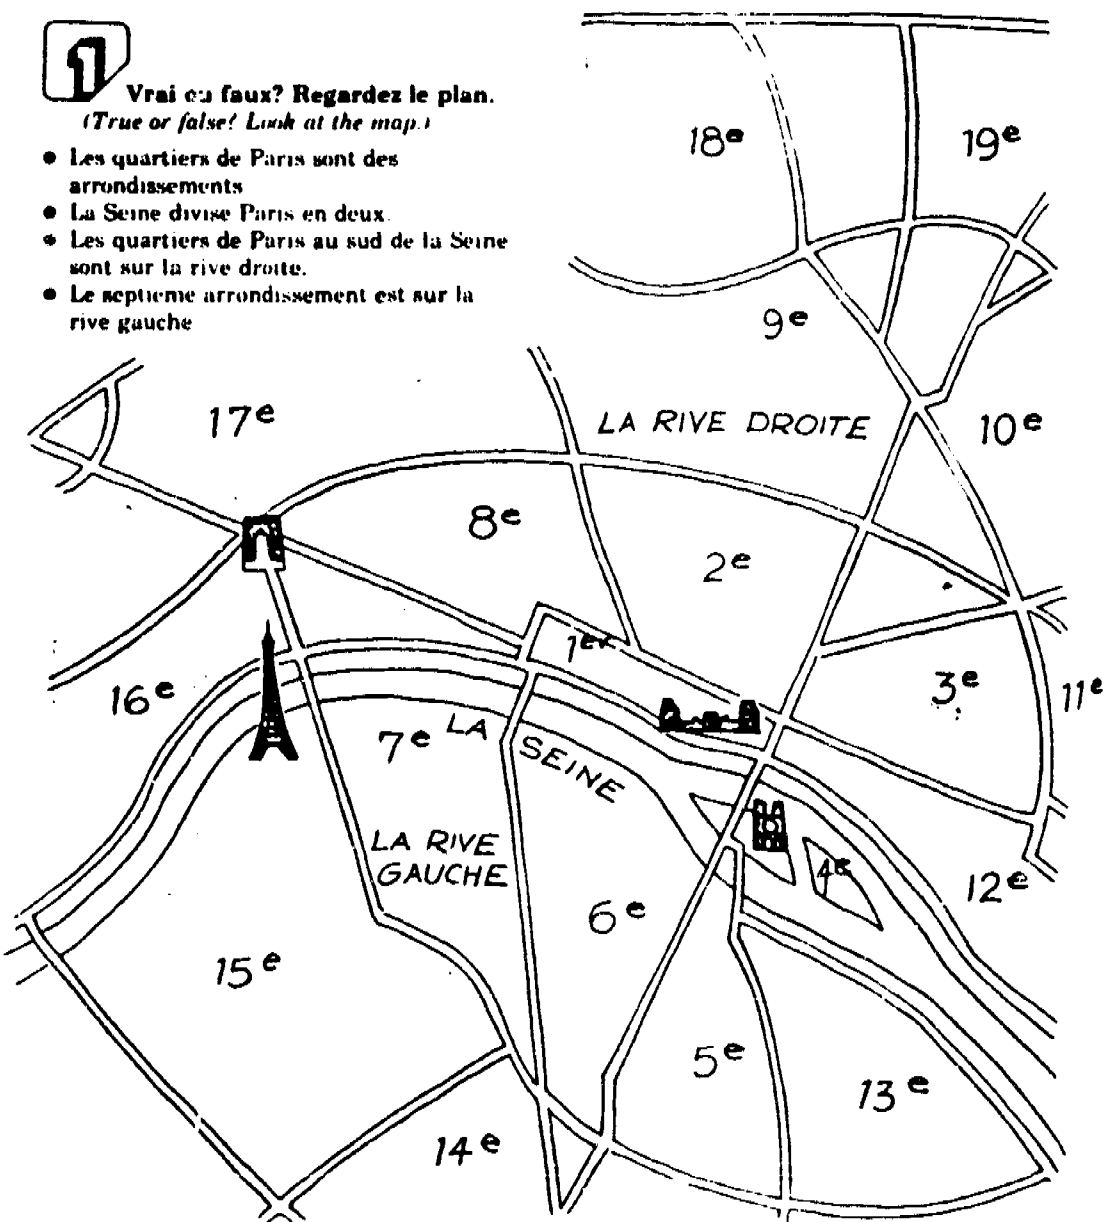 1
Vrai ou faux? Regardez le plan.
(True or false? Look at the map.)
● Les quartiers de Paris sont des
arrondissements
● La Seine divise Paris en deux.
● Les quartiers de Paris au sud de la Seine
sont sur la rive droite.
● Le septieme arrondissement est sur la
rive gauche
18e
19e
9e
17e
LA RIVE DROITE
10e
8e
2e
1er
16e
3e
11e
7e
LA SEINE
LA RIVE
GAUCHE
4e
12e
6e
15e
5e
13e
14e